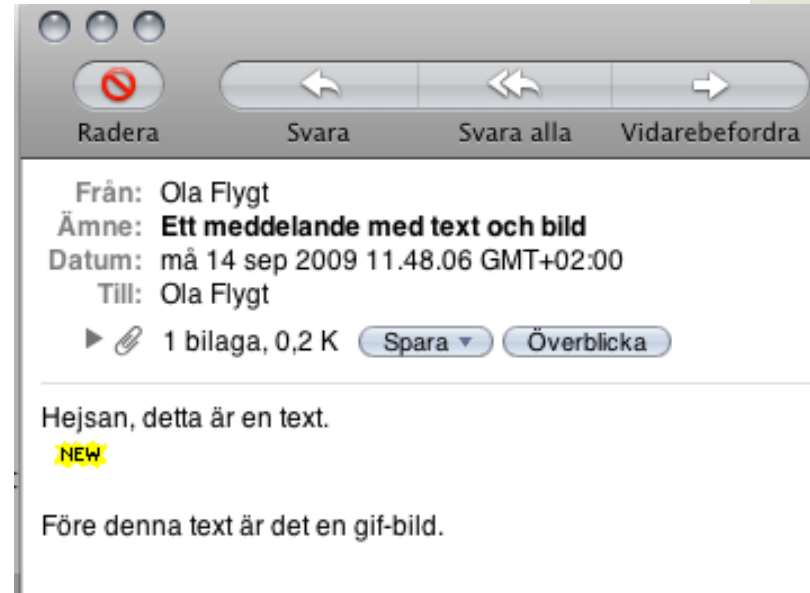 Radera Svara Svara alla Vidarebefordra
Från: Ola Flygt
Ämne: Ett meddelande med text och bild
Datum: må 14 sep 2009 11.48.06 GMT+02:00
Till: Ola Flygt
1 bilaga, 0,2 K Spara Överblicka
Hejsan, detta är en text.
NEW
Före denna text är det en gif-bild.